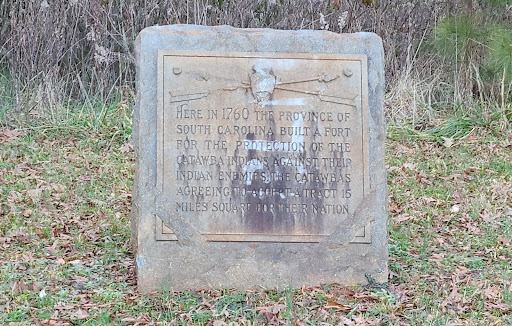 HERE IN 1760 THE PROVINCE OF
SOUTH CAROLINA BUILT A FORT
FOR THE PROTECTION OF THE
CATAWBA INDIANS AGAINST THEIR
INDIAN ENEMIES, THE CATAWBAS
AGREEING TO ACCEPT A TRACT 15
MILES SQUARE FOR THEIR NATION